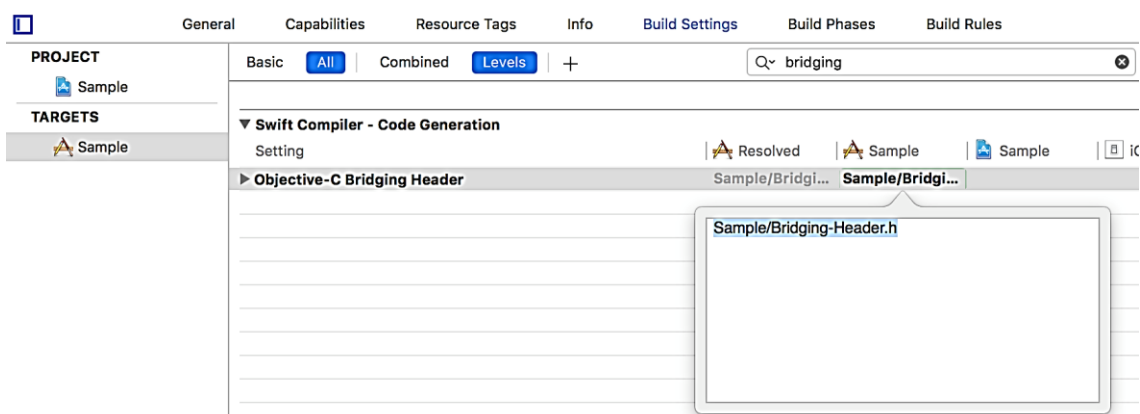 General Capabilities Resource Tags Info Build Settings Build Phases Build Rules
PROJECT
Sample
TARGETS
Sample
Basic All Combined Levels + bridging
Swift Compiler - Code Generation
Setting Resolved Sample Sample iC
Objective-C Bridging Header Sample/Bridgi... Sample/Bridgi...
Sample/Bridging-Header.h